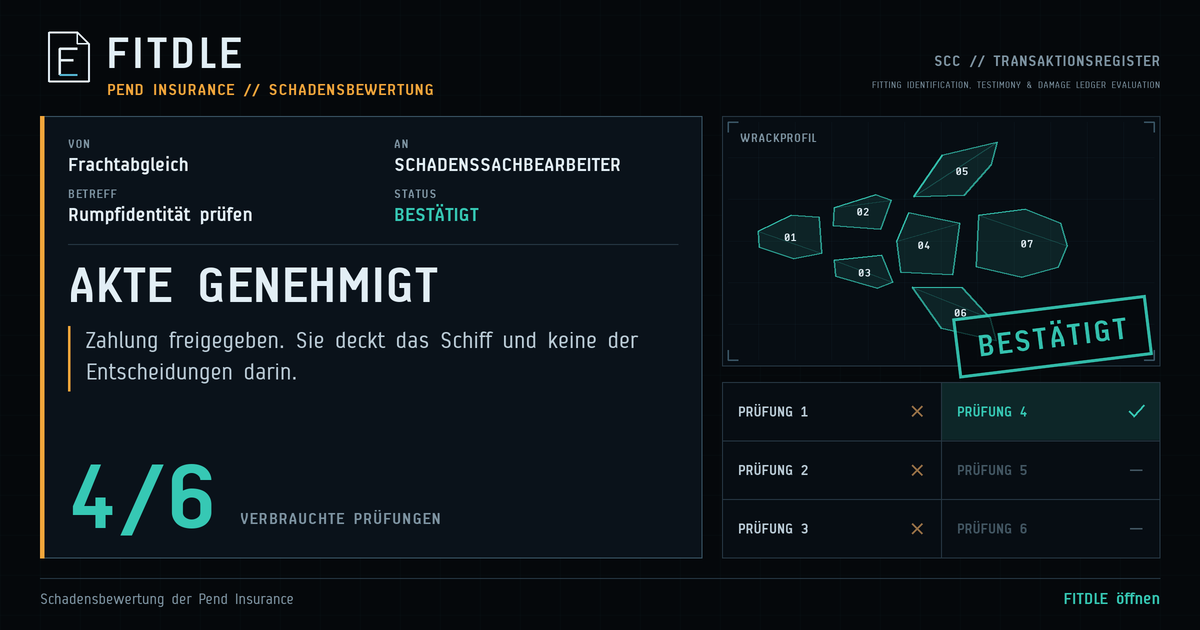 FITDLE
PEND INSURANCE // SCHADENSBEWERTUNG
SCC // TRANSAKTIONSREGISTER
FITTING IDENTIFICATION, TESTIMONY & DAMAGE LEDGER EVALUATION
VON
Frachtabgleich
AN
SCHADENSSACHBEARBEITER
BETREFF
Rumpfidentität prüfen
STATUS
BESTÄTIGT
AKTE GENEHMIGT
Zahlung freigegeben. Sie deckt das Schiff und keine der
Entscheidungen darin.
4/6
VERBRAUCHTE PRÜFUNGEN
WRACKPROFIL
05
02
01
04
07
03
06
BESTÄTIGT
PRÜFUNG 1
PRÜFUNG 4
PRÜFUNG 2
PRÜFUNG 5
PRÜFUNG 3
PRÜFUNG 6
Schadensbewertung der Pend Insurance
FITDLE öffnen